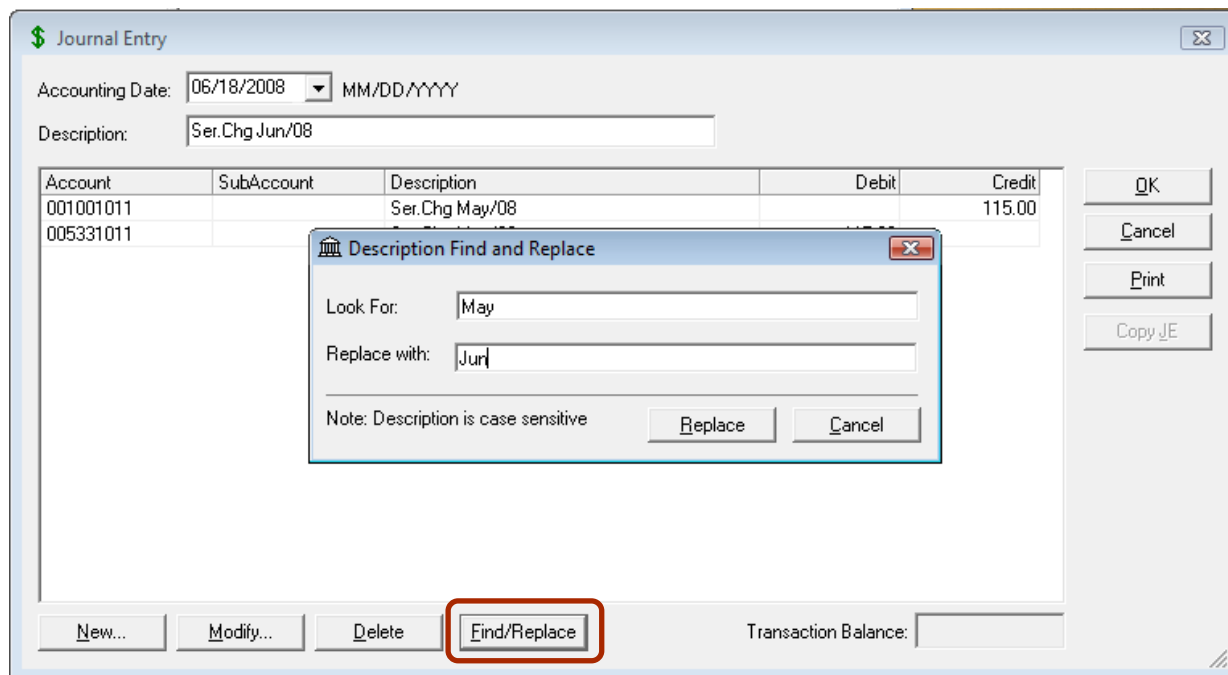 Journal Entry
Accounting Date: 06/18/2008 MM/DD/YYYY
Description: Ser.Chg Jun/08
Account SubAccount Description Debit Credit
001001011 Ser.Chg May/08 115.00
005331011
Description Find and Replace
Look For: May
Replace with: Jun
Note: Description is case sensitive Replace Cancel
OK
Cancel
Print
Copy JE
New... Modify... Delete Find/Replace Transaction Balance: